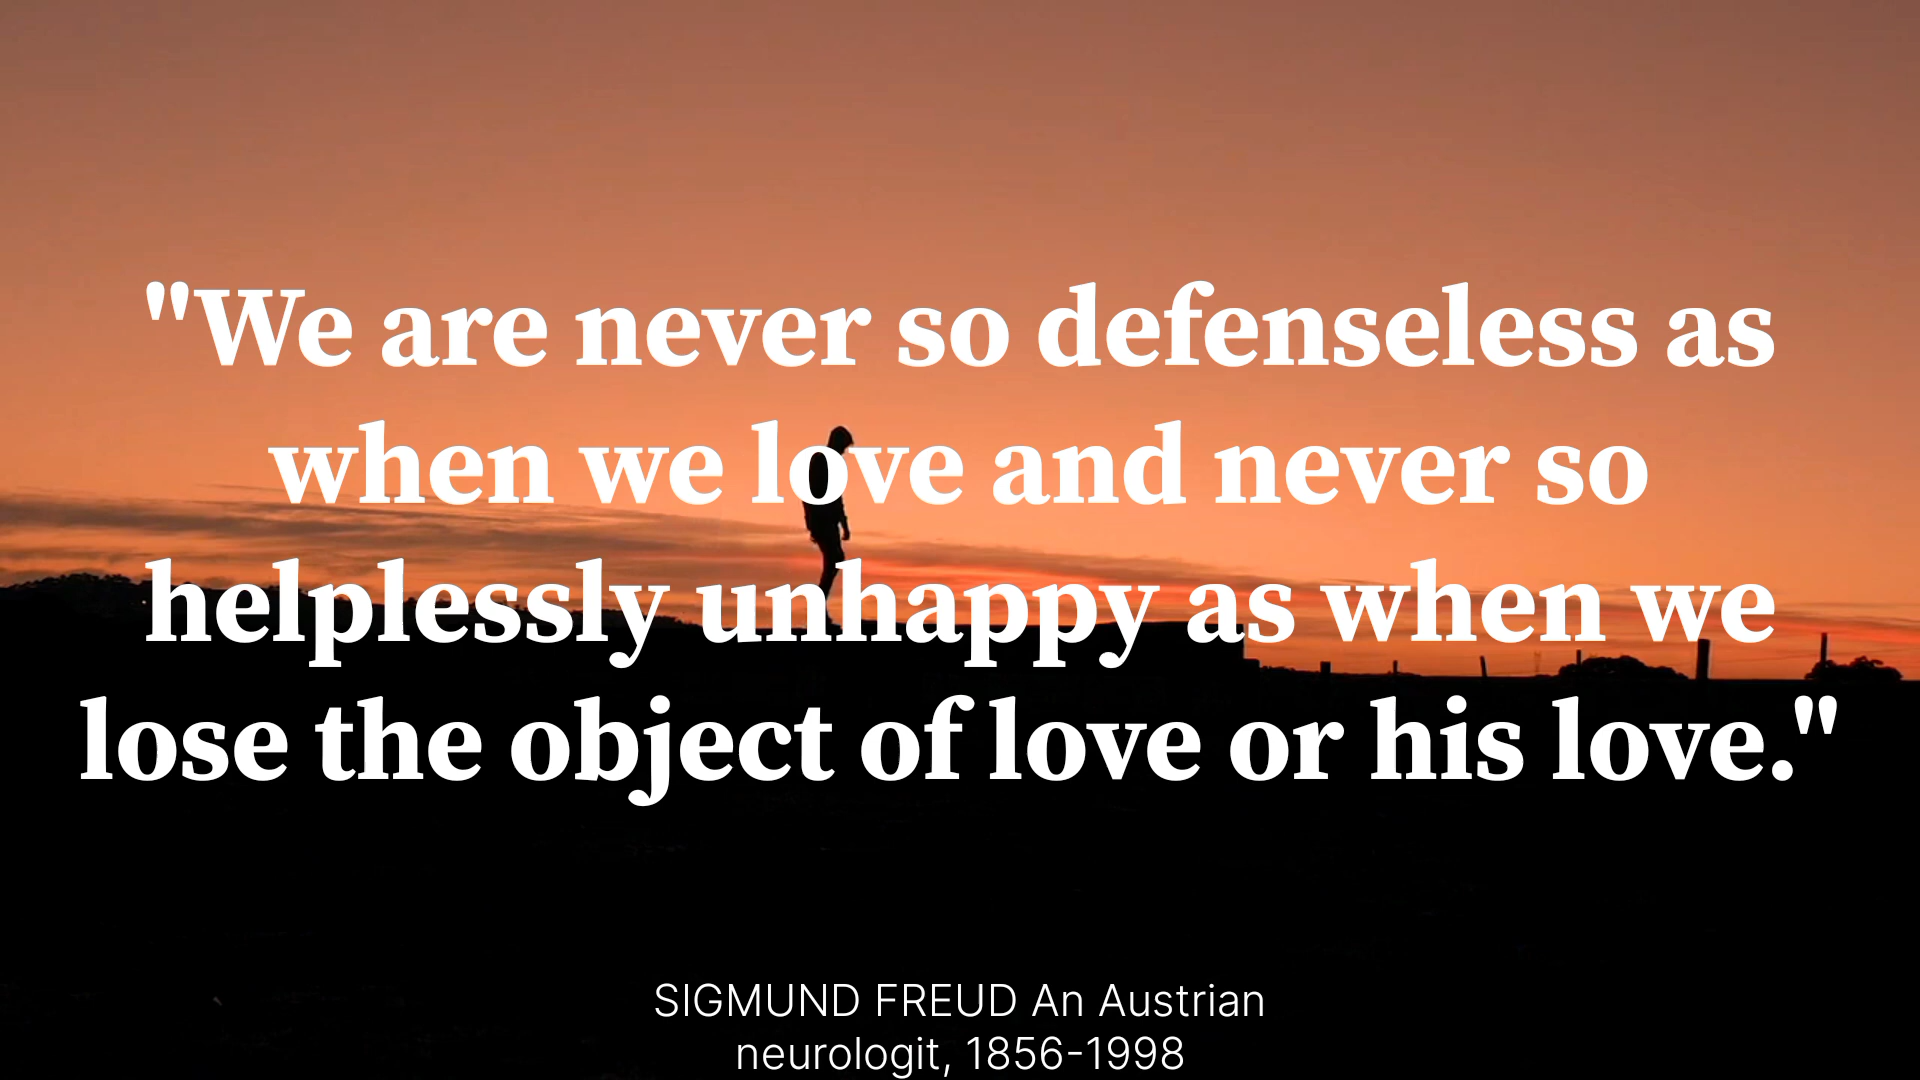 "We are never so defenseless as
when we love and never so
helplessly unhappy as when we
lose the object of love or his love."
SIGMUND FREUD An Austrian
neurologit, 1856-1998